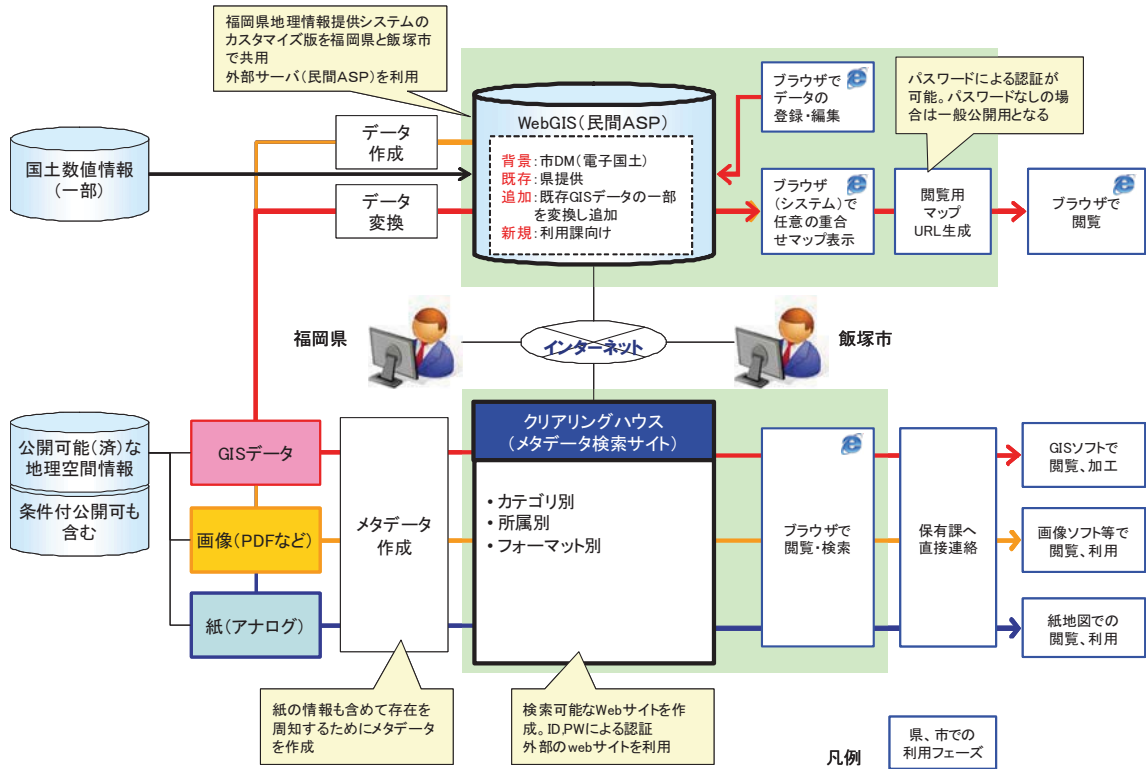 福岡県地理情報提供システムの
カスタマイズ版を福岡県と飯塚市
で共用
外部サーバ(民間ASP)を利用
WebGIS(民間ASP)
背景:市DM(電子国土)
既存:県提供
追加:既存GISデータの一部
を変換し追加
新規:利用課向け
ブラウザで
データの
登録・編集
パスワードによる認証が
可能。パスワードなしの場
合は一般公開用となる
国土数値情報
(一部)
データ
作成
データ
変換
ブラウザ
(システム)で
任意の重合
せマップ表示
閲覧用
マップ
URL生成
ブラウザで
閲覧
福岡県
インターネット
飯塚市
公開可能(済)な
地理空間情報
条件付公開可も
含む
GISデータ
画像(PDFなど)
紙(アナログ)
メタデータ
作成
クリアリングハウス
(メタデータ検索サイト)
・カテゴリ別
・所属別
・フォーマット別
ブラウザで
閲覧・検索
保有課へ
直接連絡
GISソフトで
閲覧、加工
画像ソフト等で
閲覧、利用
紙地図での
閲覧、利用
紙の情報も含めて存在を
周知するためにメタデータ
を作成
検索可能なWebサイトを作
成。ID,PWによる認証
外部のwebサイトを利用
凡例
県、市での
利用フェーズ